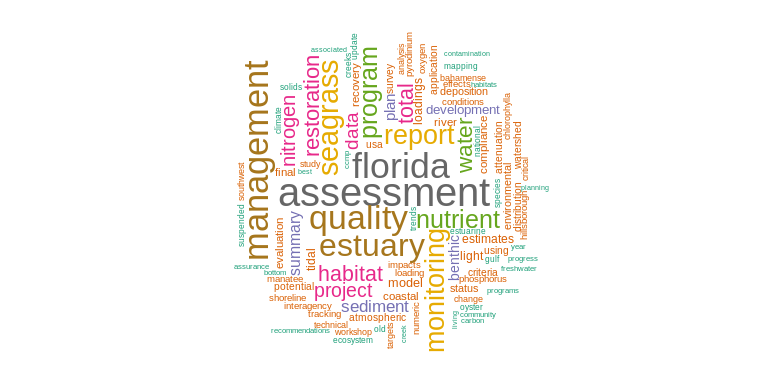 associated
update
creeks
contamination
analysis
pyrodinium
oxygen
mapping
bahamense
habitats
effects
application
deposition
conditions
solids
recovery
survey
plan
total
loadings
development
program
restoration
seagrass
management
nitrogen
climate
data
report
river
water
national
compliance
chlorophylla
watershed
attenuation
critical
usa
study
best
final
ccmp
florida
southwest
assessment
species
environmental
distribution
hillsborough
planning
suspended
quality
trends
nutrient
summary
evaluation
estuary
estuarine
tidal
monitoring
benthic
estimates
using
year
light
gulf
progress
assurance
bottom
habitat
impacts
loading
criteria
freshwater
manatee
potential
project
model
phosphorus
status
programs
shoreline
coastal
change
interagency
sediment
oyster
tracking
atmospheric
community
carbon
living
numeric
technical
recommendations
workshop
old
creek
targets
ecosystem